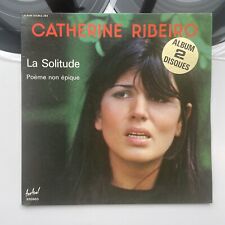 CATHERINE RIBEIRO
La Solitude
Poème non épique
ALBUM
2
DISQUES
festival